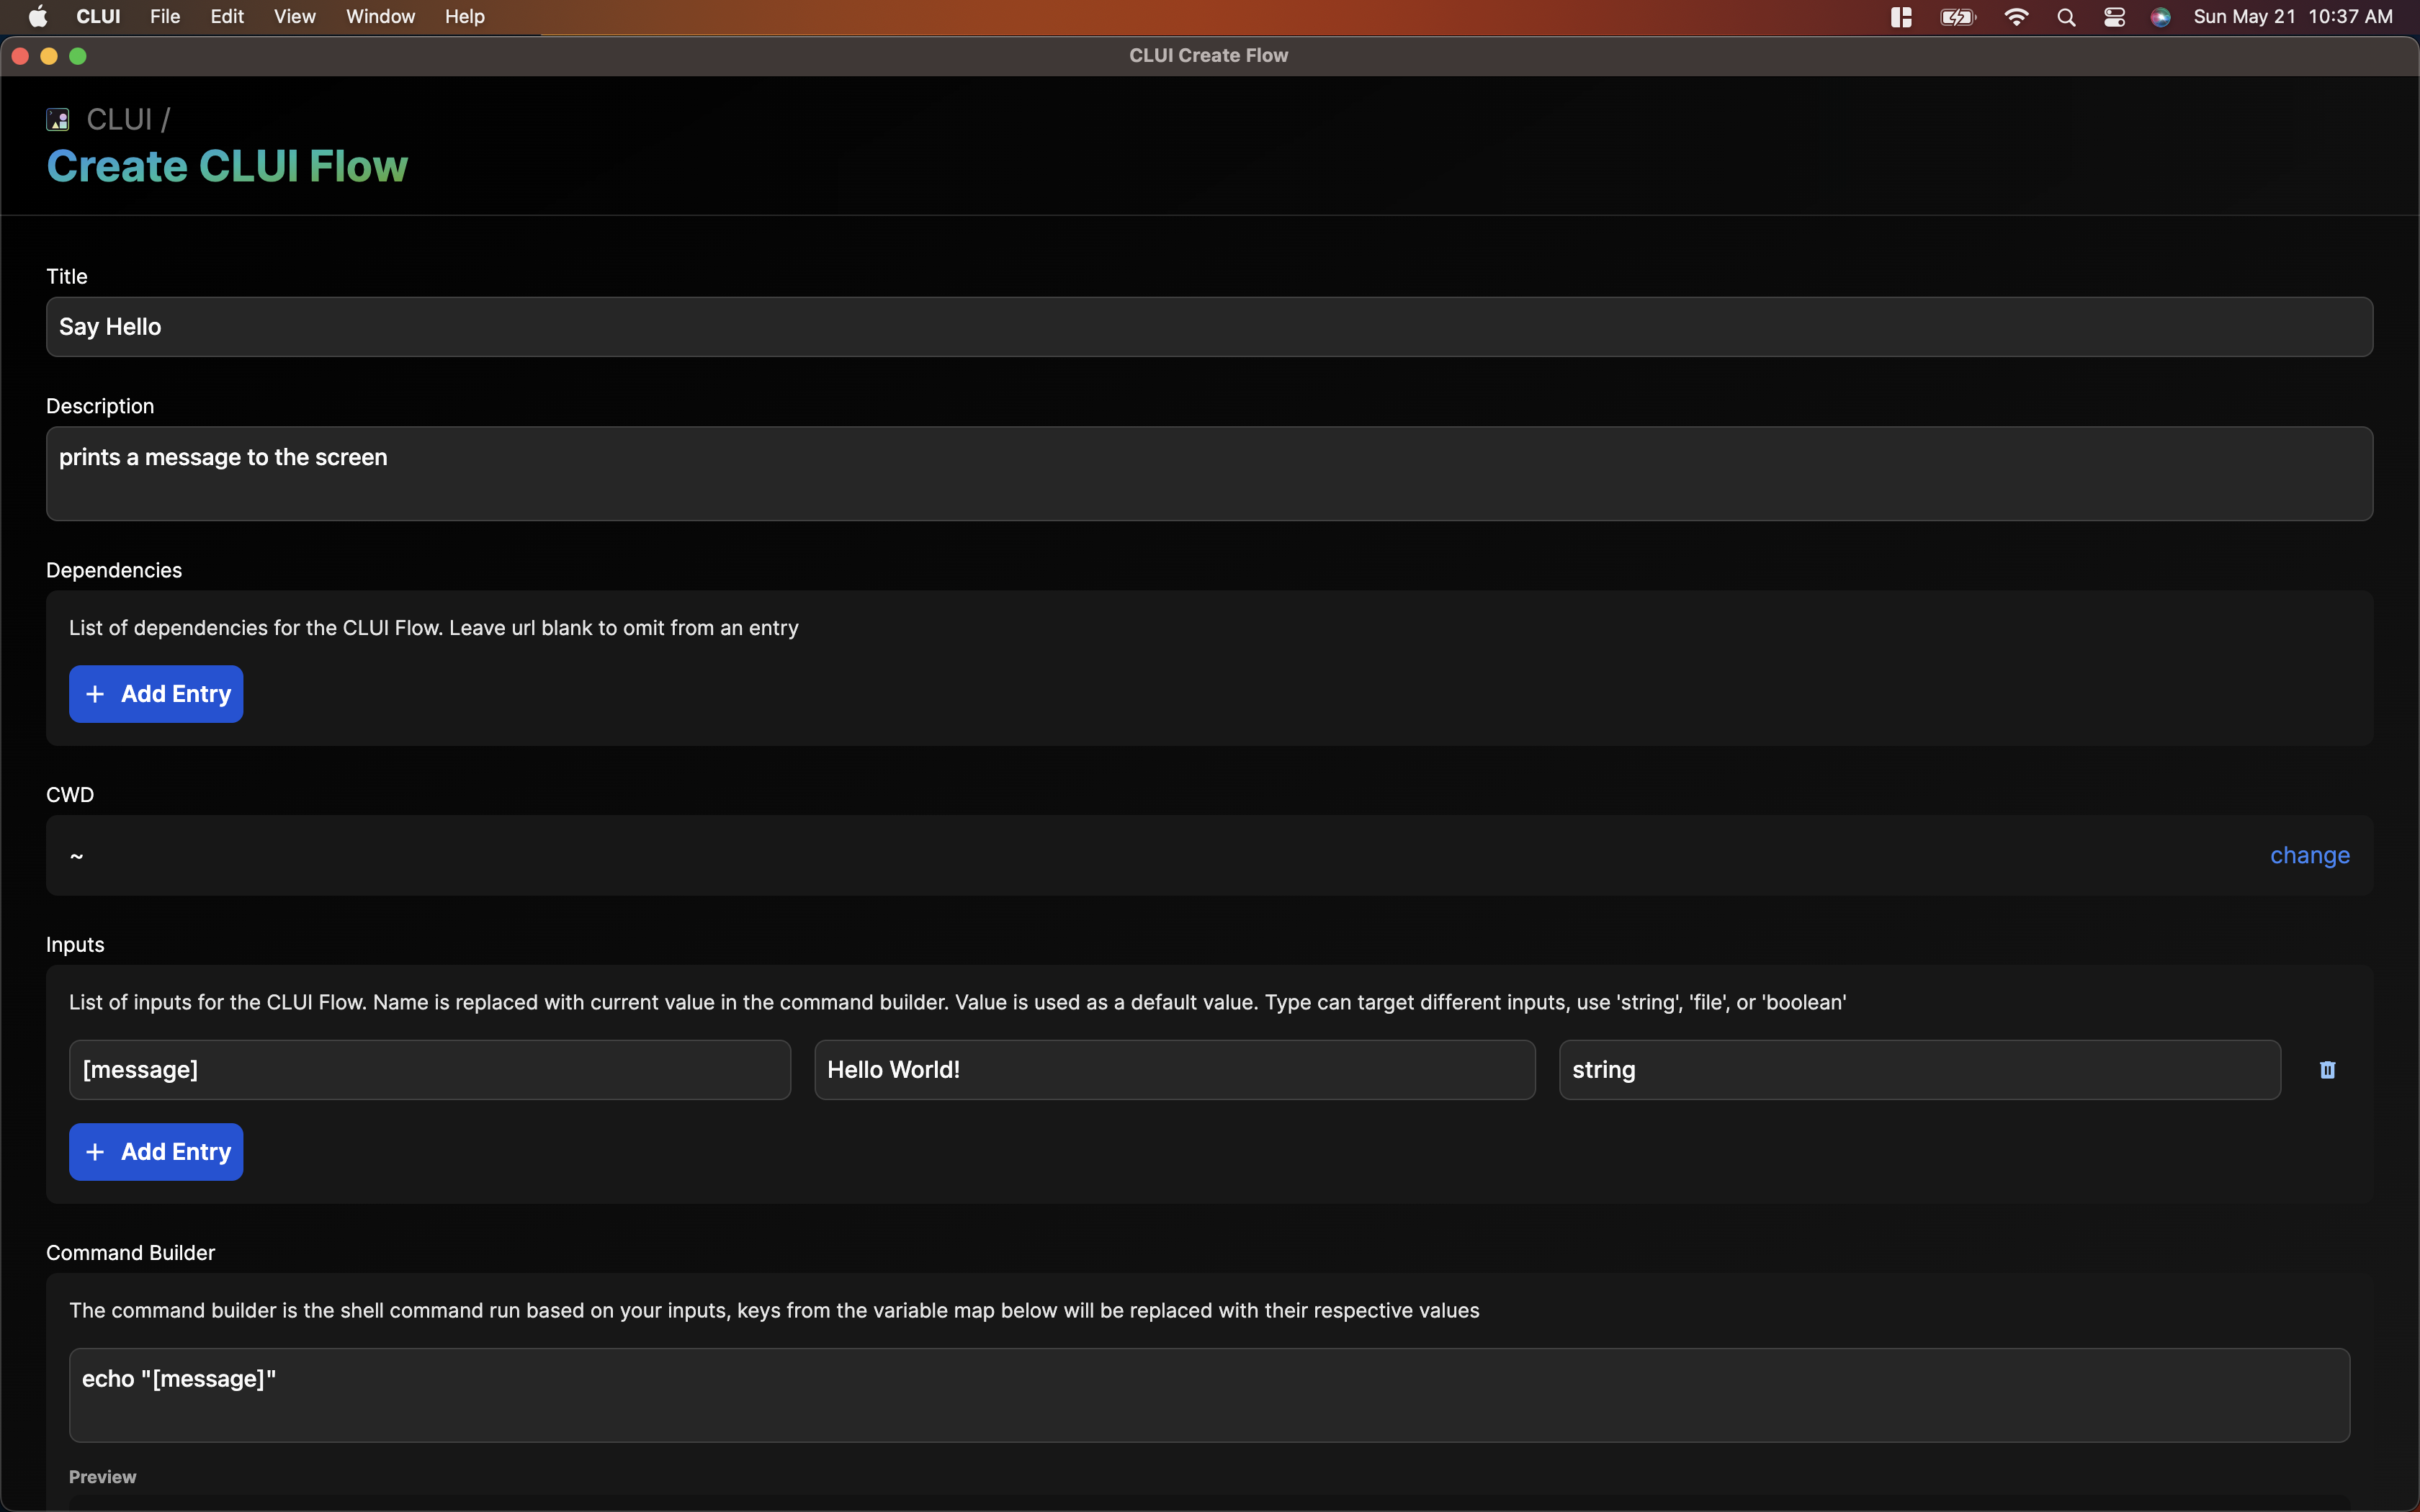 CLUI File Edit View Window Help Sun May 21 10:37 AM
CLUI Create Flow
CLUI /
Create CLUI Flow
Title
Say Hello
Description
prints a message to the screen
Dependencies
List of dependencies for the CLUI Flow. Leave url blank to omit from an entry
+ Add Entry
CWD
~
change
Inputs
List of inputs for the CLUI Flow. Name is replaced with current value in the command builder. Value is used as a default value. Type can target different inputs, use 'string', 'file', or 'boolean'
[message] Hello World! string
+ Add Entry
Command Builder
The command builder is the shell command run based on your inputs, keys from the variable map below will be replaced with their respective values
echo "[message]"
Preview